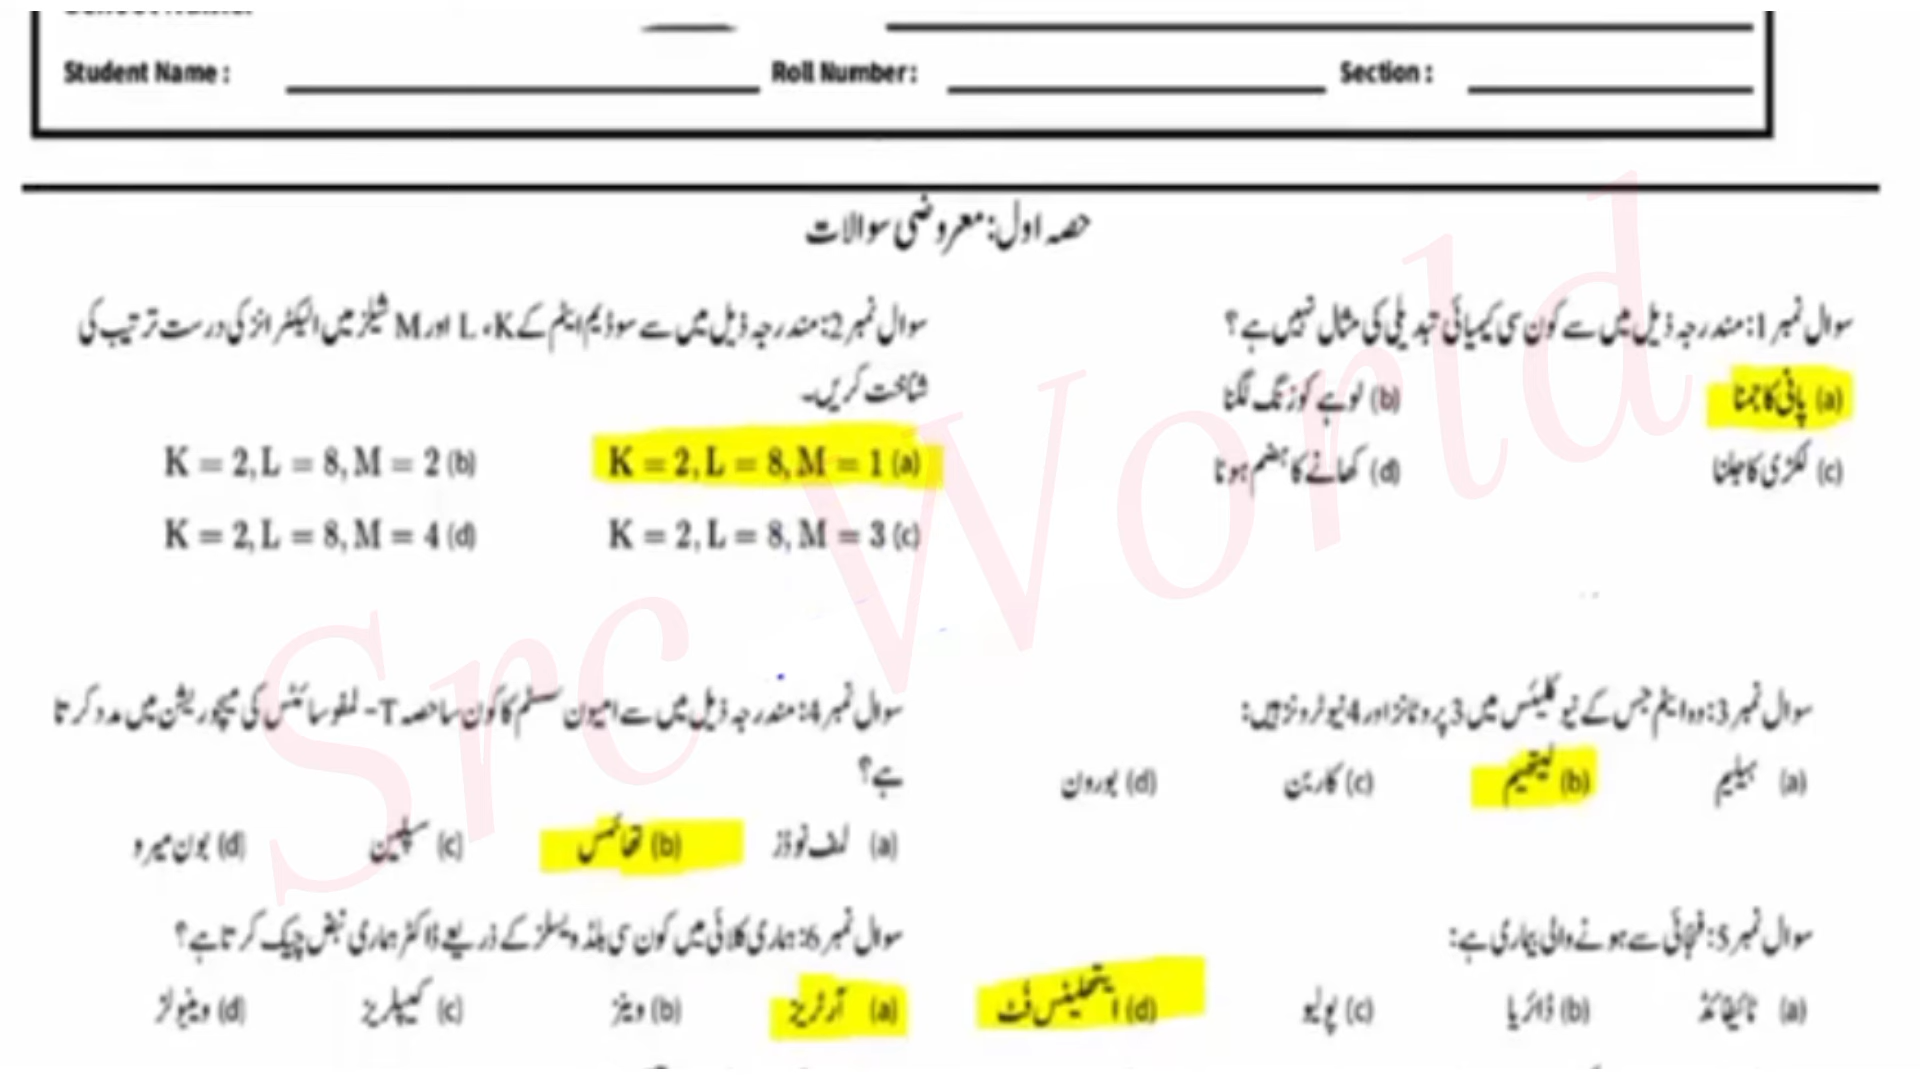 Student Name :
Roll Number :
Section :
حصہ اول: معروضی سوالات
سوال نمبر 1: مندرجہ ذیل میں سے کون سی کیمیائی تبدیلی کی مثال نہیں ہے؟
(a) پانی کا جمنا (b) لوہے کو زنگ لگنا
(c) لکڑی کا جلنا (d) کھانے کا ہضم ہونا
سوال نمبر 2: مندرجہ ذیل میں سے سوڈیم ایٹم کے K، L اور M شیلز میں الیکٹرانز کی درست ترتیب کی
شناخت کریں۔
K = 2, L = 8, M = 1 (a) K = 2, L = 8, M = 2 (b)
K = 2, L = 8, M = 3 (c) K = 2, L = 8, M = 4 (d)
سوال نمبر 3: وہ ایٹم جس کے نیوکلیئس میں 3 پروٹانز اور 4 نیوٹرونز ہیں:
(a) ہیلیم (b) لیتھیم (c) کاربن (d) بورون
سوال نمبر 4: مندرجہ ذیل میں سے امیون سسٹم کا کون سا حصہ T- لمفوسائٹس کی میچوریشن میں مدد کرتا
ہے؟
(a) لمف نوڈز (b) تھائمس (c) سپلین (d) بون میرو
سوال نمبر 5: فنجائی سے ہونے والی بیماری ہے:
(a) ٹائیفائڈ (b) ڈائریا (c) پولیو (d) ایتھلیٹس فٹ
سوال نمبر 6: ہماری کلائی میں کون سی بلڈ ویسلز کے ذریعے ڈاکٹر ہماری نبض چیک کرتا ہے؟
(a) آرٹریز (b) وینز (c) کیپلریز (d) وینیولز
Src World